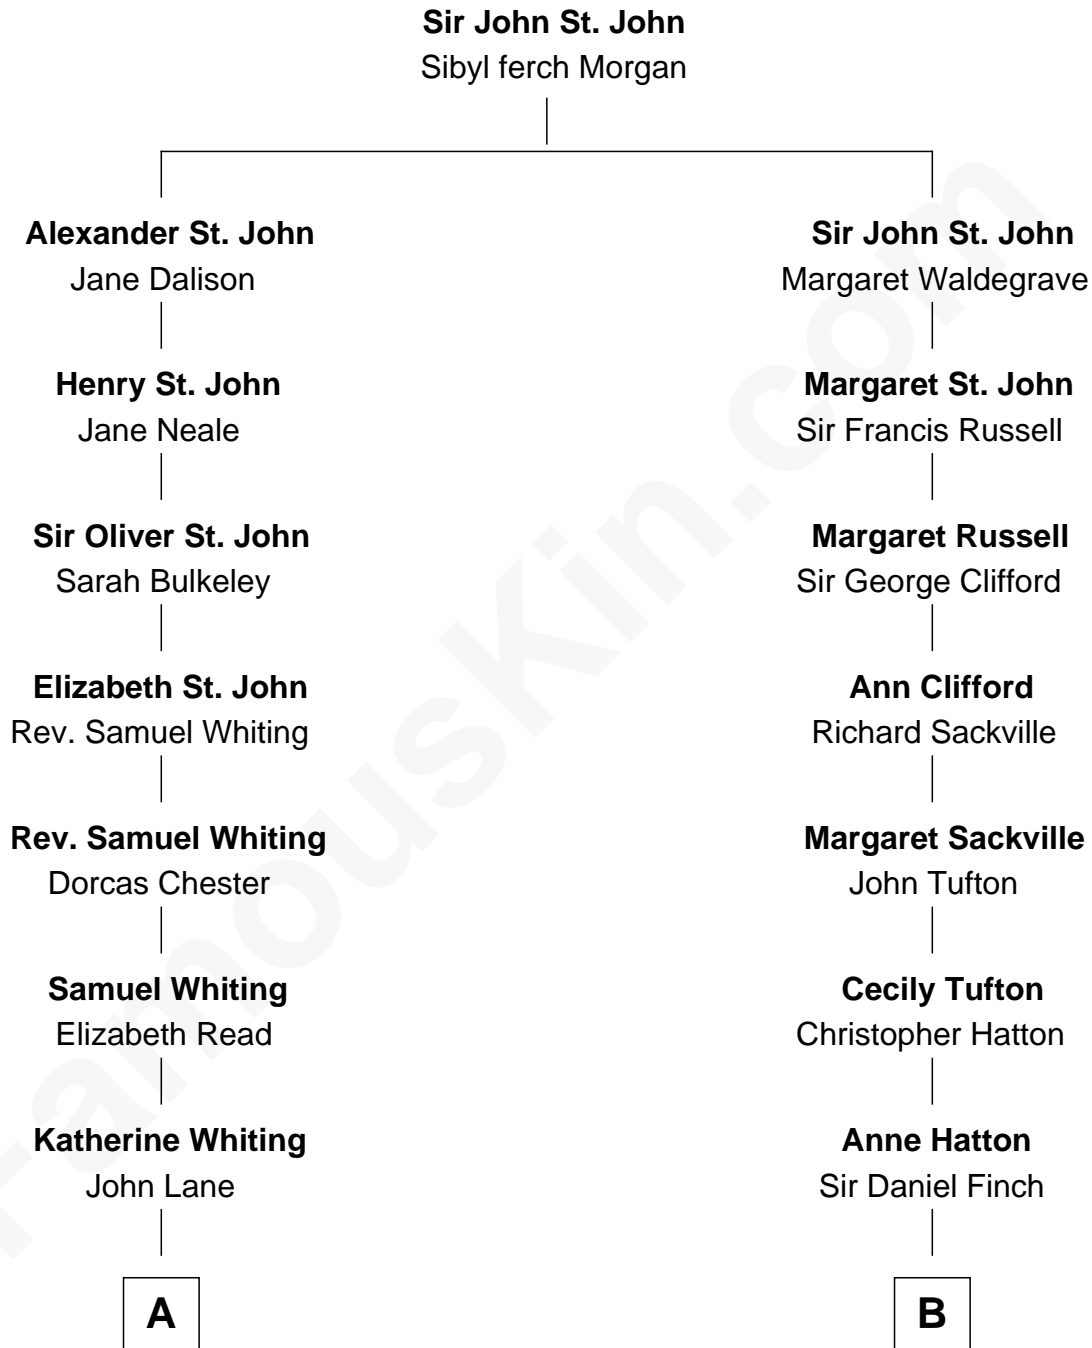 Sir John St. John
Sibyl ferch Morgan
Alexander St. John
Jane Dalison
Sir John St. John
Margaret Waldegrave
Henry St. John
Jane Neale
Margaret St. John
Sir Francis Russell
Sir Oliver St. John
Sarah Bulkeley
Margaret Russell
Sir George Clifford
Elizabeth St. John
Rev. Samuel Whiting
Ann Clifford
Richard Sackville
Rev. Samuel Whiting
Dorcas Chester
Margaret Sackville
John Tufton
Samuel Whiting
Elizabeth Read
Cecily Tufton
Christopher Hatton
Katherine Whiting
John Lane
Anne Hatton
Sir Daniel Finch
A
B
FamousKin.com